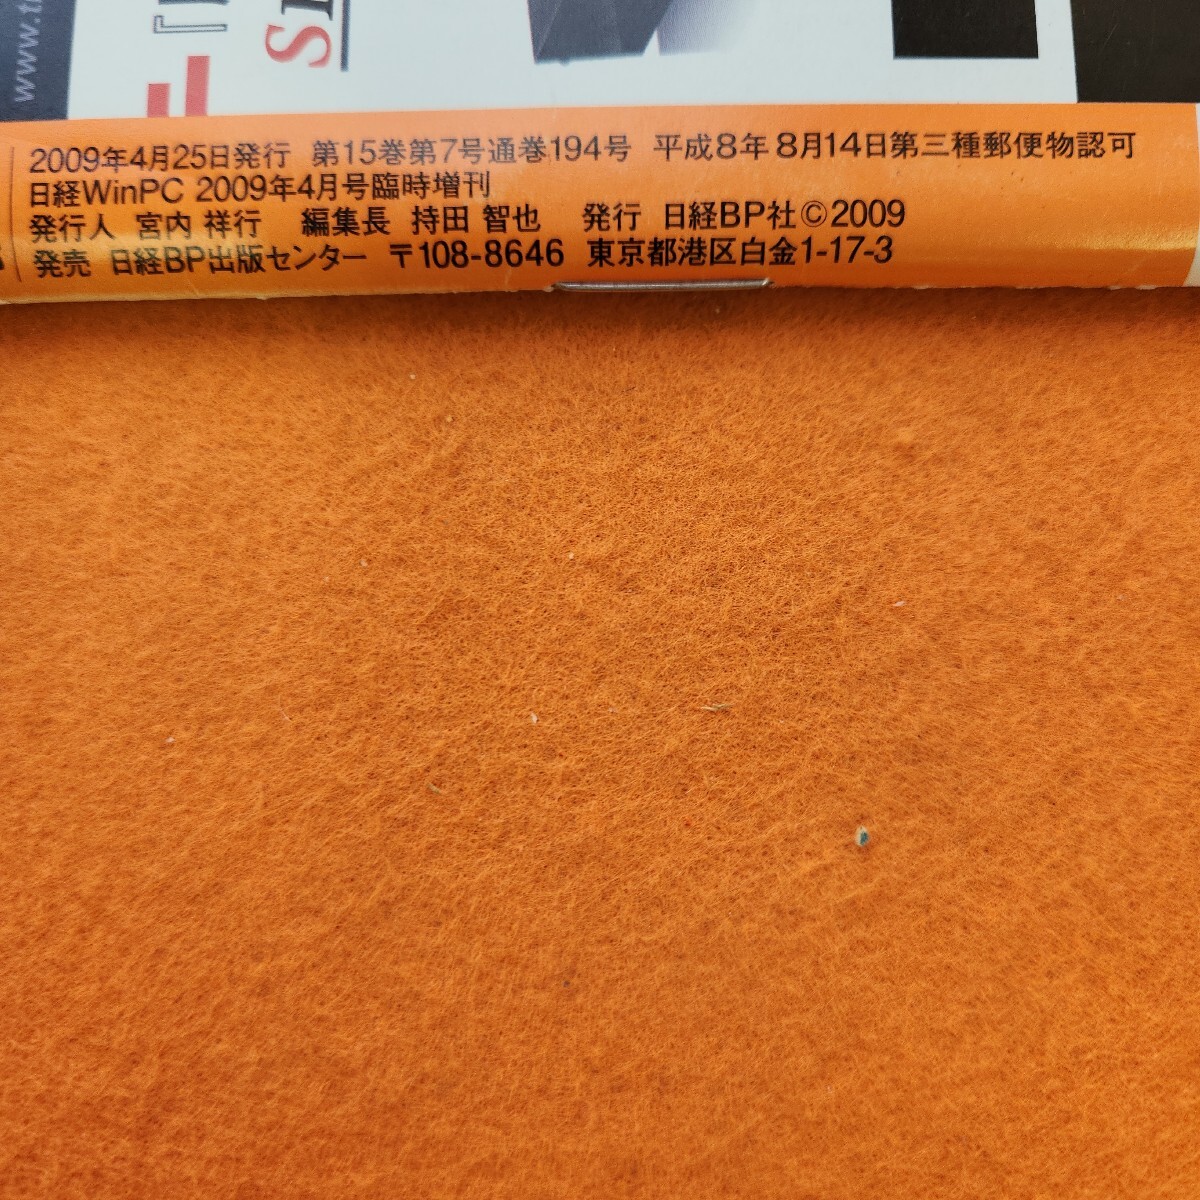 www.t
『
S
2009年4月25日発行 第15巻第7号通巻194号 平成8年8月14日第三種郵便物認可
日経WinPC 2009年4月号臨時増刊
発行人 宮内 祥行 編集長 持田 智也 発行 日経BP社©2009
発売 日経BP出版センター 〒108-8646 東京都港区白金1-17-3